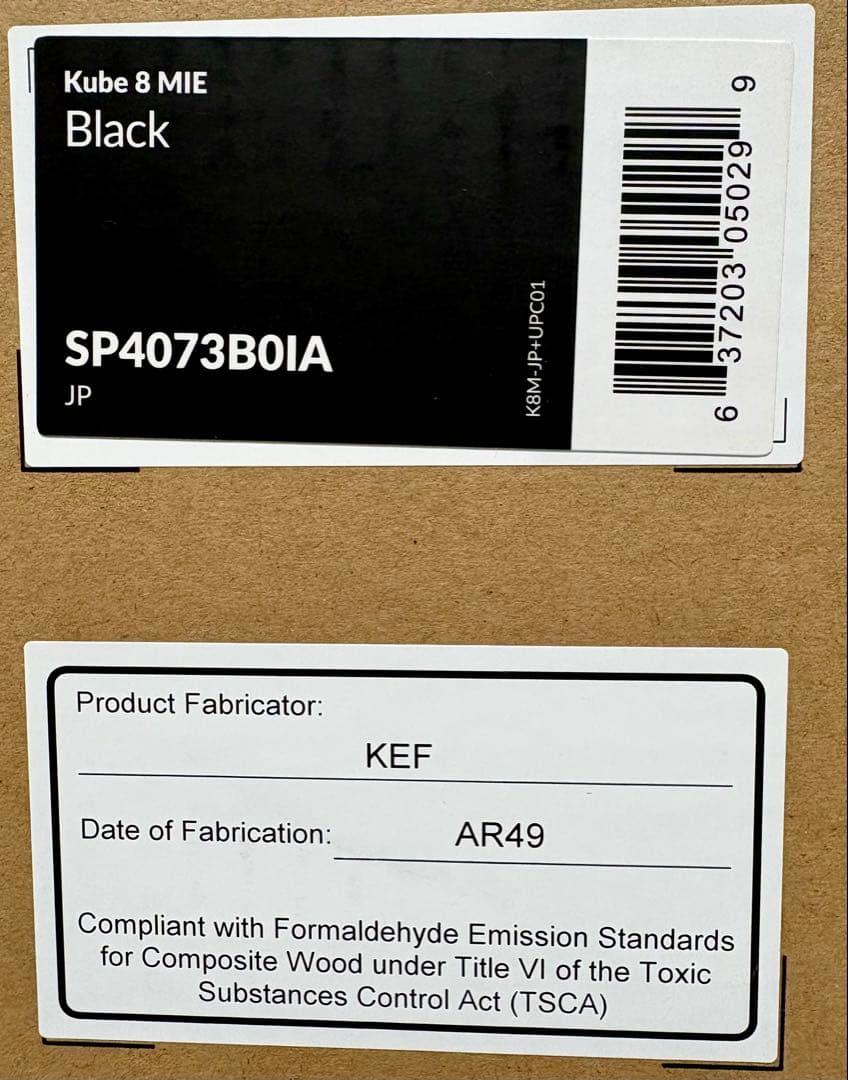 Kube 8 MIE
Black
SP4073B0IA
JP
K8M-JP+UPC01
6 37203 05029 9
Product Fabricator:
KEF
Date of Fabrication: AR49
Compliant with Formaldehyde Emission Standards
for Composite Wood under Title VI of the Toxic
Substances Control Act (TSCA)